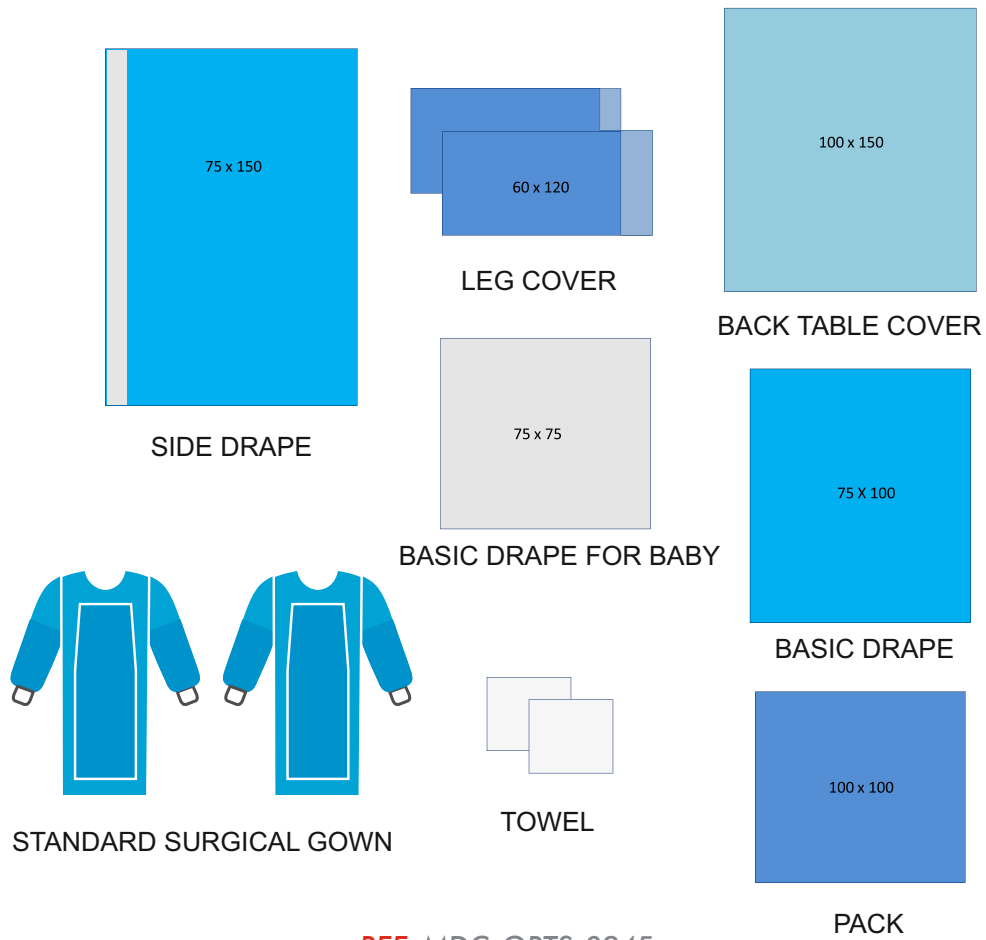 75 x 150
SIDE DRAPE
60 x 120
LEG COVER
100 x 150
BACK TABLE COVER
75 x 75
BASIC DRAPE FOR BABY
75 X 100
BASIC DRAPE
STANDARD SURGICAL GOWN
TOWEL
100 x 100
PACK